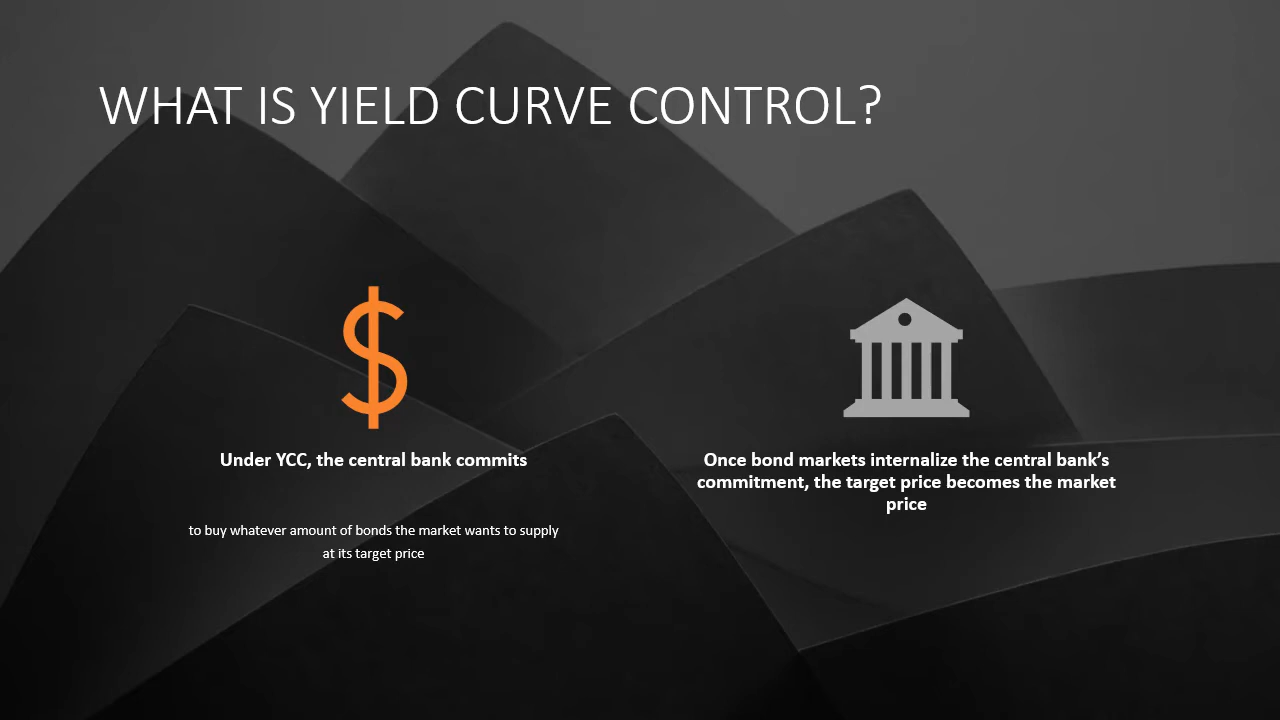 WHAT IS YIELD CURVE CONTROL?
Under YCC, the central bank commits
to buy whatever amount of bonds the market wants to supply
at its target price
Once bond markets internalize the central bank’s
commitment, the target price becomes the market
price